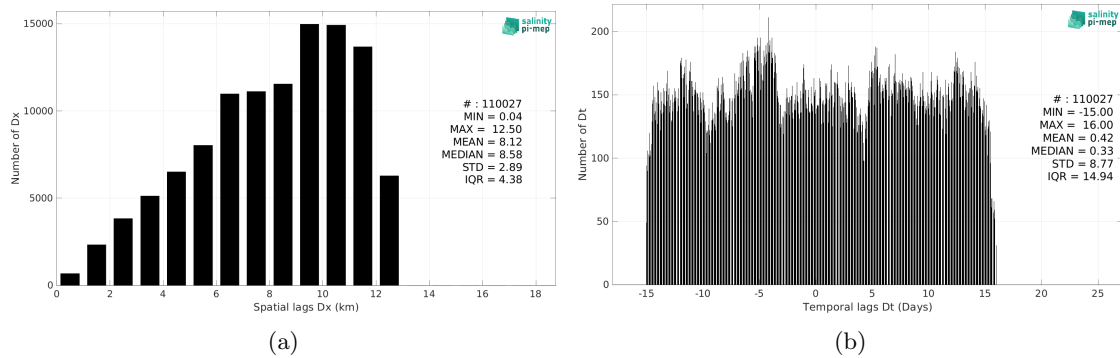 salinity
pi-mep
15000
10000
5000
0
Number of Dx
# : 110027
MIN = 0.04
MAX = 12.50
MEAN = 8.12
MEDIAN = 8.58
STD = 2.89
IQR = 4.38
0 2 4 6 8 10 12 14 16 18
Spatial lags Dx (km)
(a)
salinity
pi-mep
200
150
100
50
0
Number of Dt
# : 110027
MIN = -15.00
MAX = 16.00
MEAN = 0.42
MEDIAN = 0.33
STD = 8.77
IQR = 14.94
-15 -10 -5 0 5 10 15 20 25
Temporal lags Dt (Days)
(b)